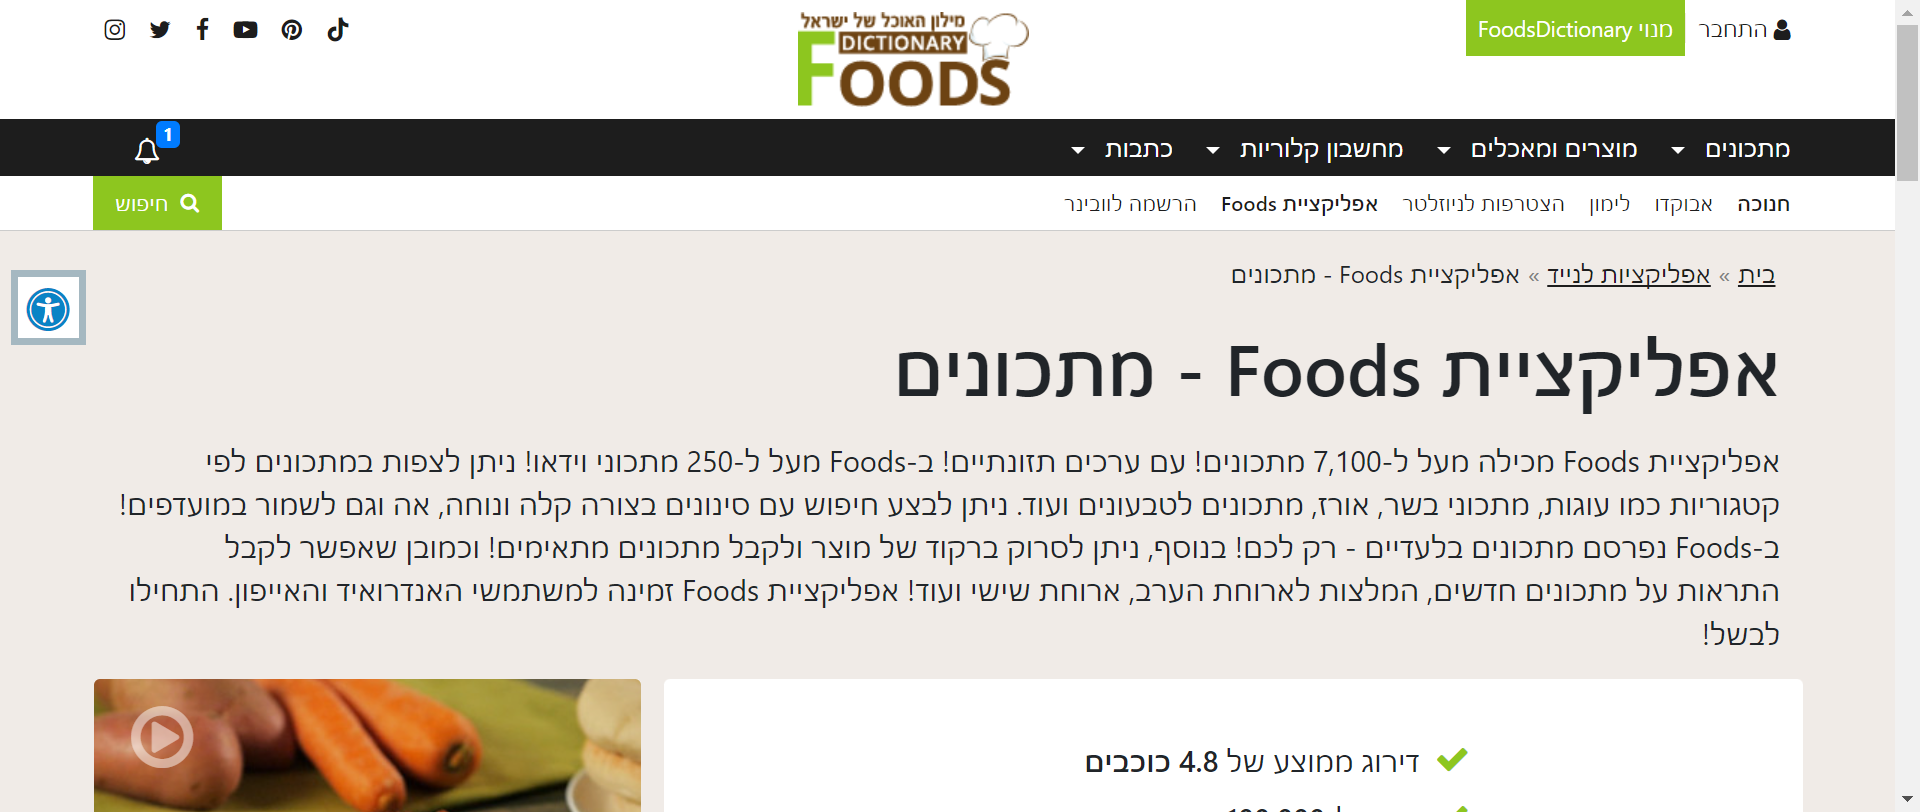 התחבר
מנוי FoodsDictionary
מילון האוכל של ישראל
DICTIONARY
FOODS
מתכונים
מוצרים ומאכלים
מחשבון קלוריות
כתבות
1
חנוכה
אבוקדו
לימון
הצטרפות לניוזלטר
אפליקציית Foods
הרשמה לוובינר
חיפוש
בית » אפליקציות לנייד » אפליקציית Foods - מתכונים
אפליקציית Foods - מתכונים
אפליקציית Foods מכילה מעל ל-7,100 מתכונים! עם ערכים תזונתיים! ב-Foods מעל ל-250 מתכוני וידאו! ניתן לצפות במתכונים לפי
קטגוריות כמו עוגות, מתכוני בשר, אורז, מתכונים לטבעונים ועוד. ניתן לבצע חיפוש עם סינונים בצורה קלה ונוחה, אה וגם לשמור במועדפים!
ב-Foods נפרסם מתכונים בלעדיים - רק לכם! בנוסף, ניתן לסרוק ברקוד של מוצר ולקבל מתכונים מתאימים! וכמובן שאפשר לקבל
התראות על מתכונים חדשים, המלצות לארוחת הערב, ארוחת שישי ועוד! אפליקציית Foods זמינה למשתמשי האנדרואיד והאייפון. התחילו
לבשל!
דירוג ממוצע של 4.8 כוכבים